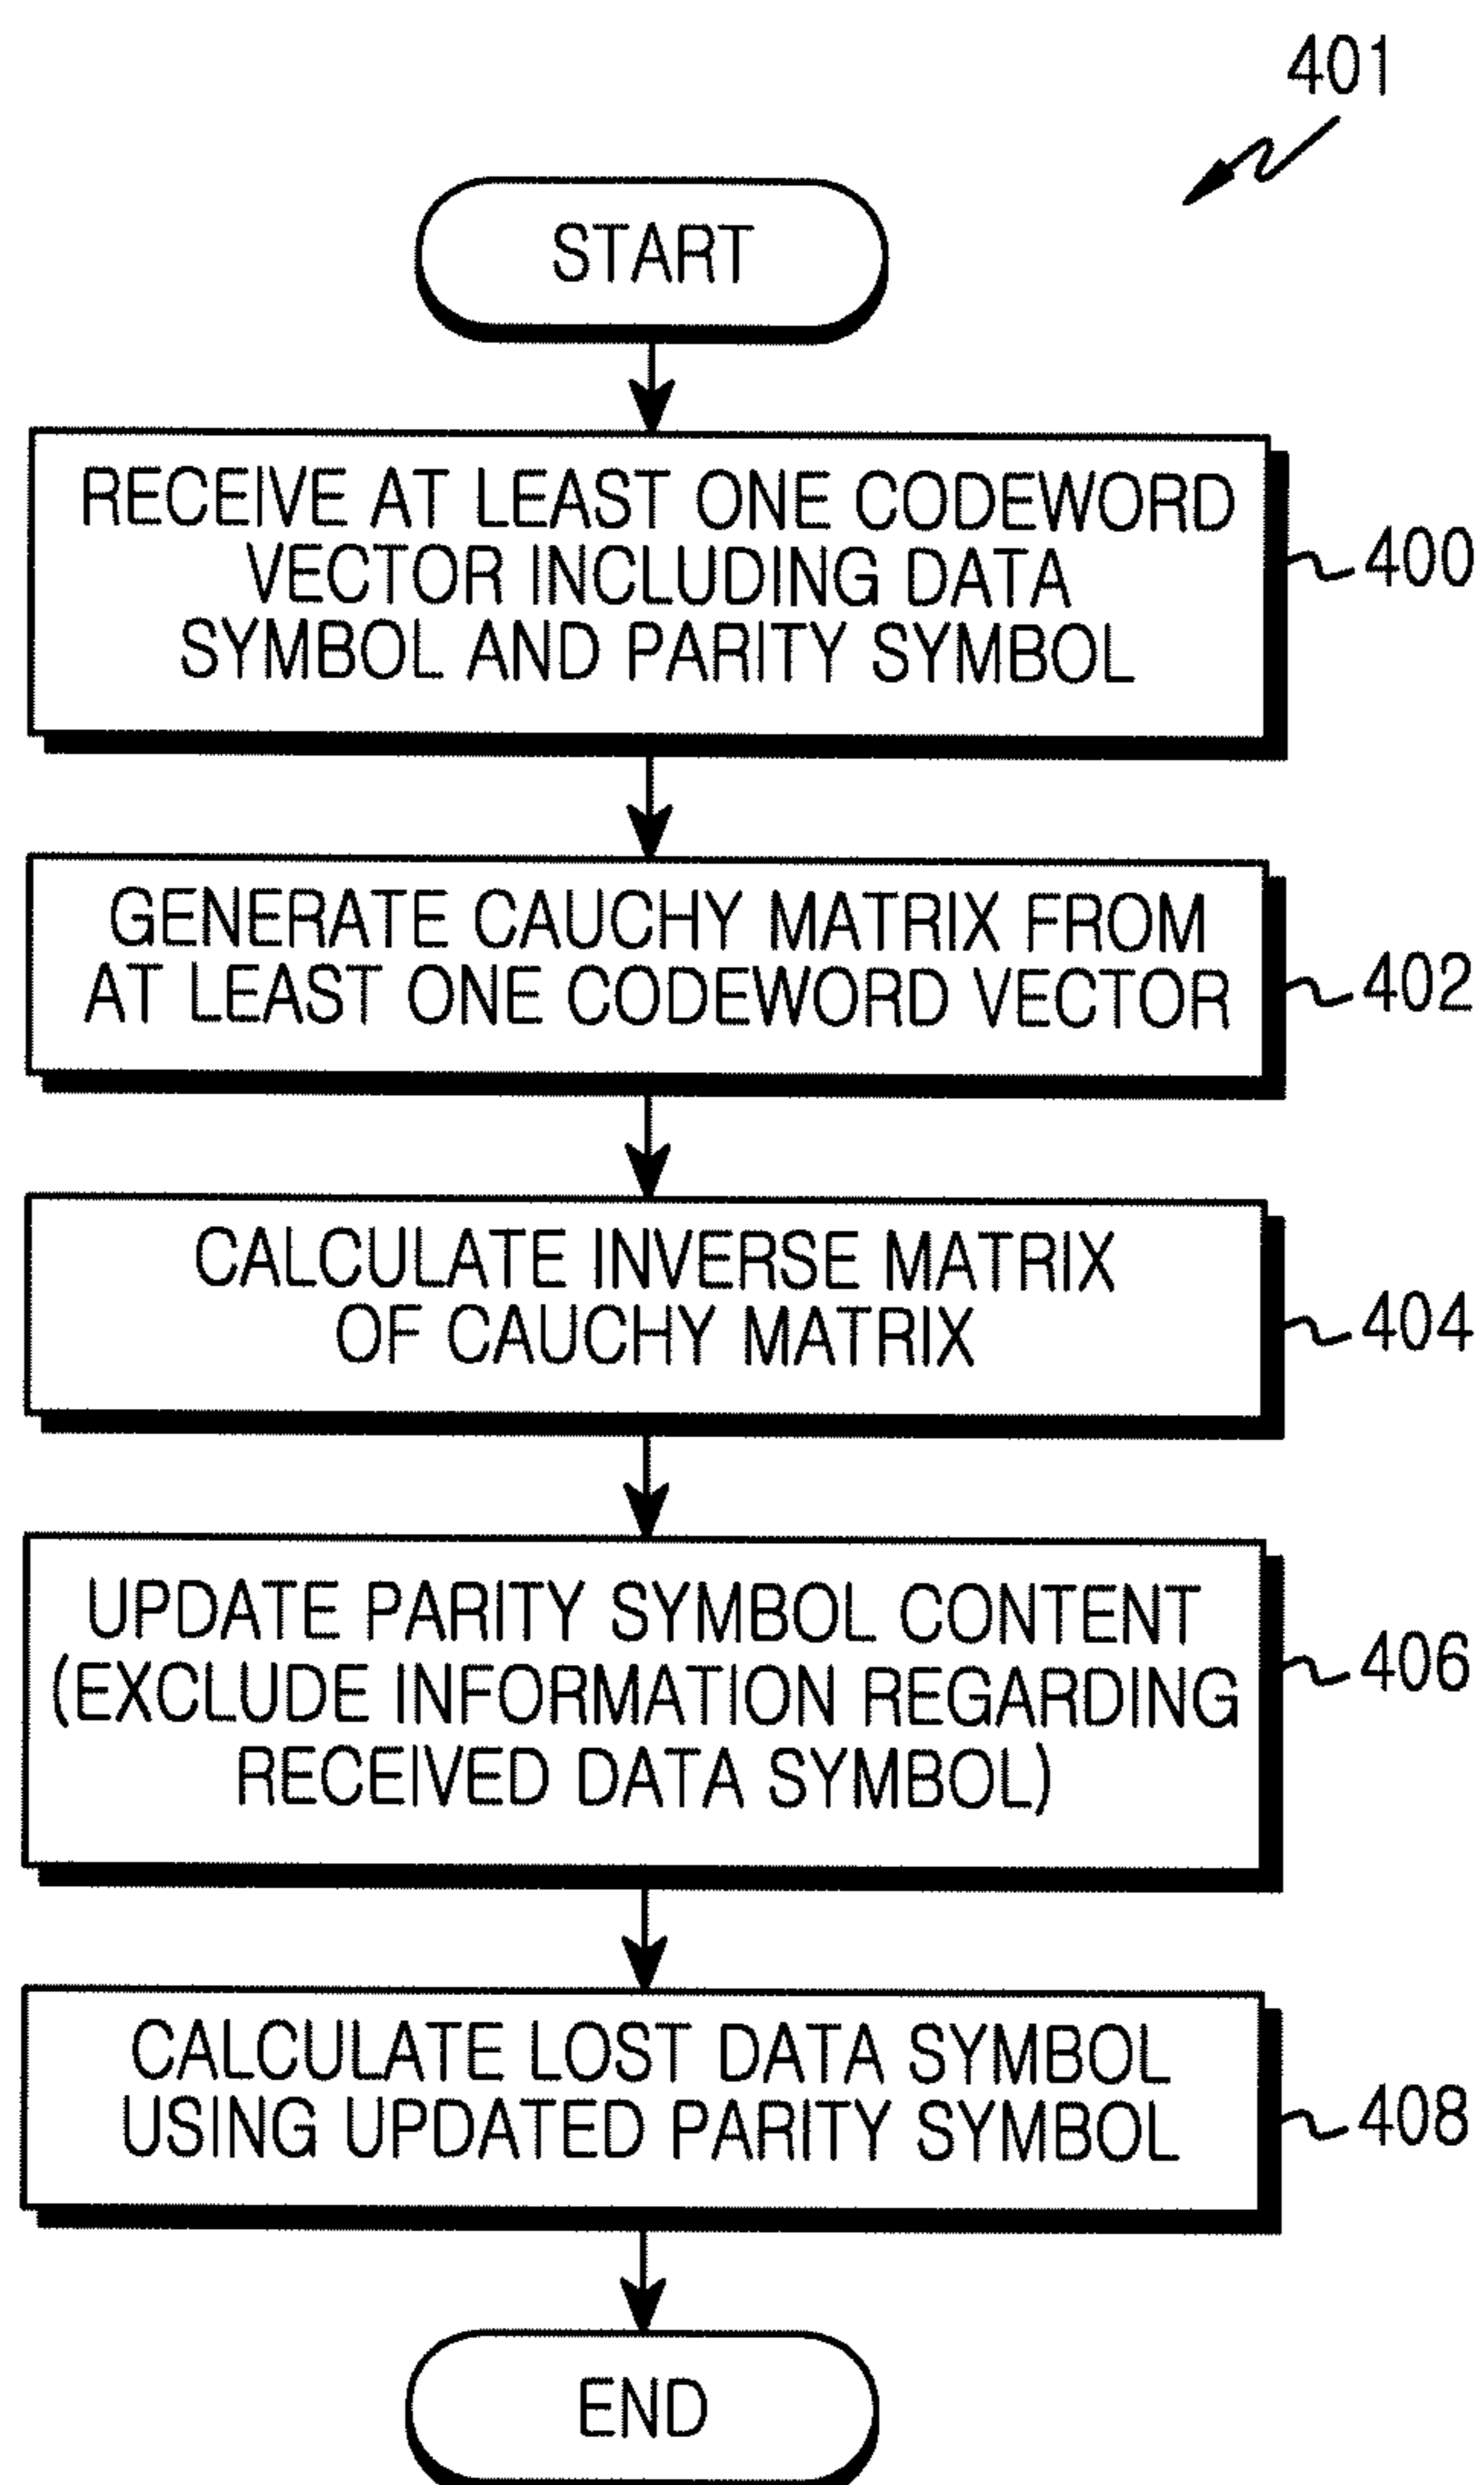 401
START
RECEIVE AT LEAST ONE CODEWORD
VECTOR INCLUDING DATA
SYMBOL AND PARITY SYMBOL
400
GENERATE CAUCHY MATRIX FROM
AT LEAST ONE CODEWORD VECTOR
402
CALCULATE INVERSE MATRIX
OF CAUCHY MATRIX
404
UPDATE PARITY SYMBOL CONTENT
(EXCLUDE INFORMATION REGARDING
RECEIVED DATA SYMBOL)
406
CALCULATE LOST DATA SYMBOL
USING UPDATED PARITY SYMBOL
408
END